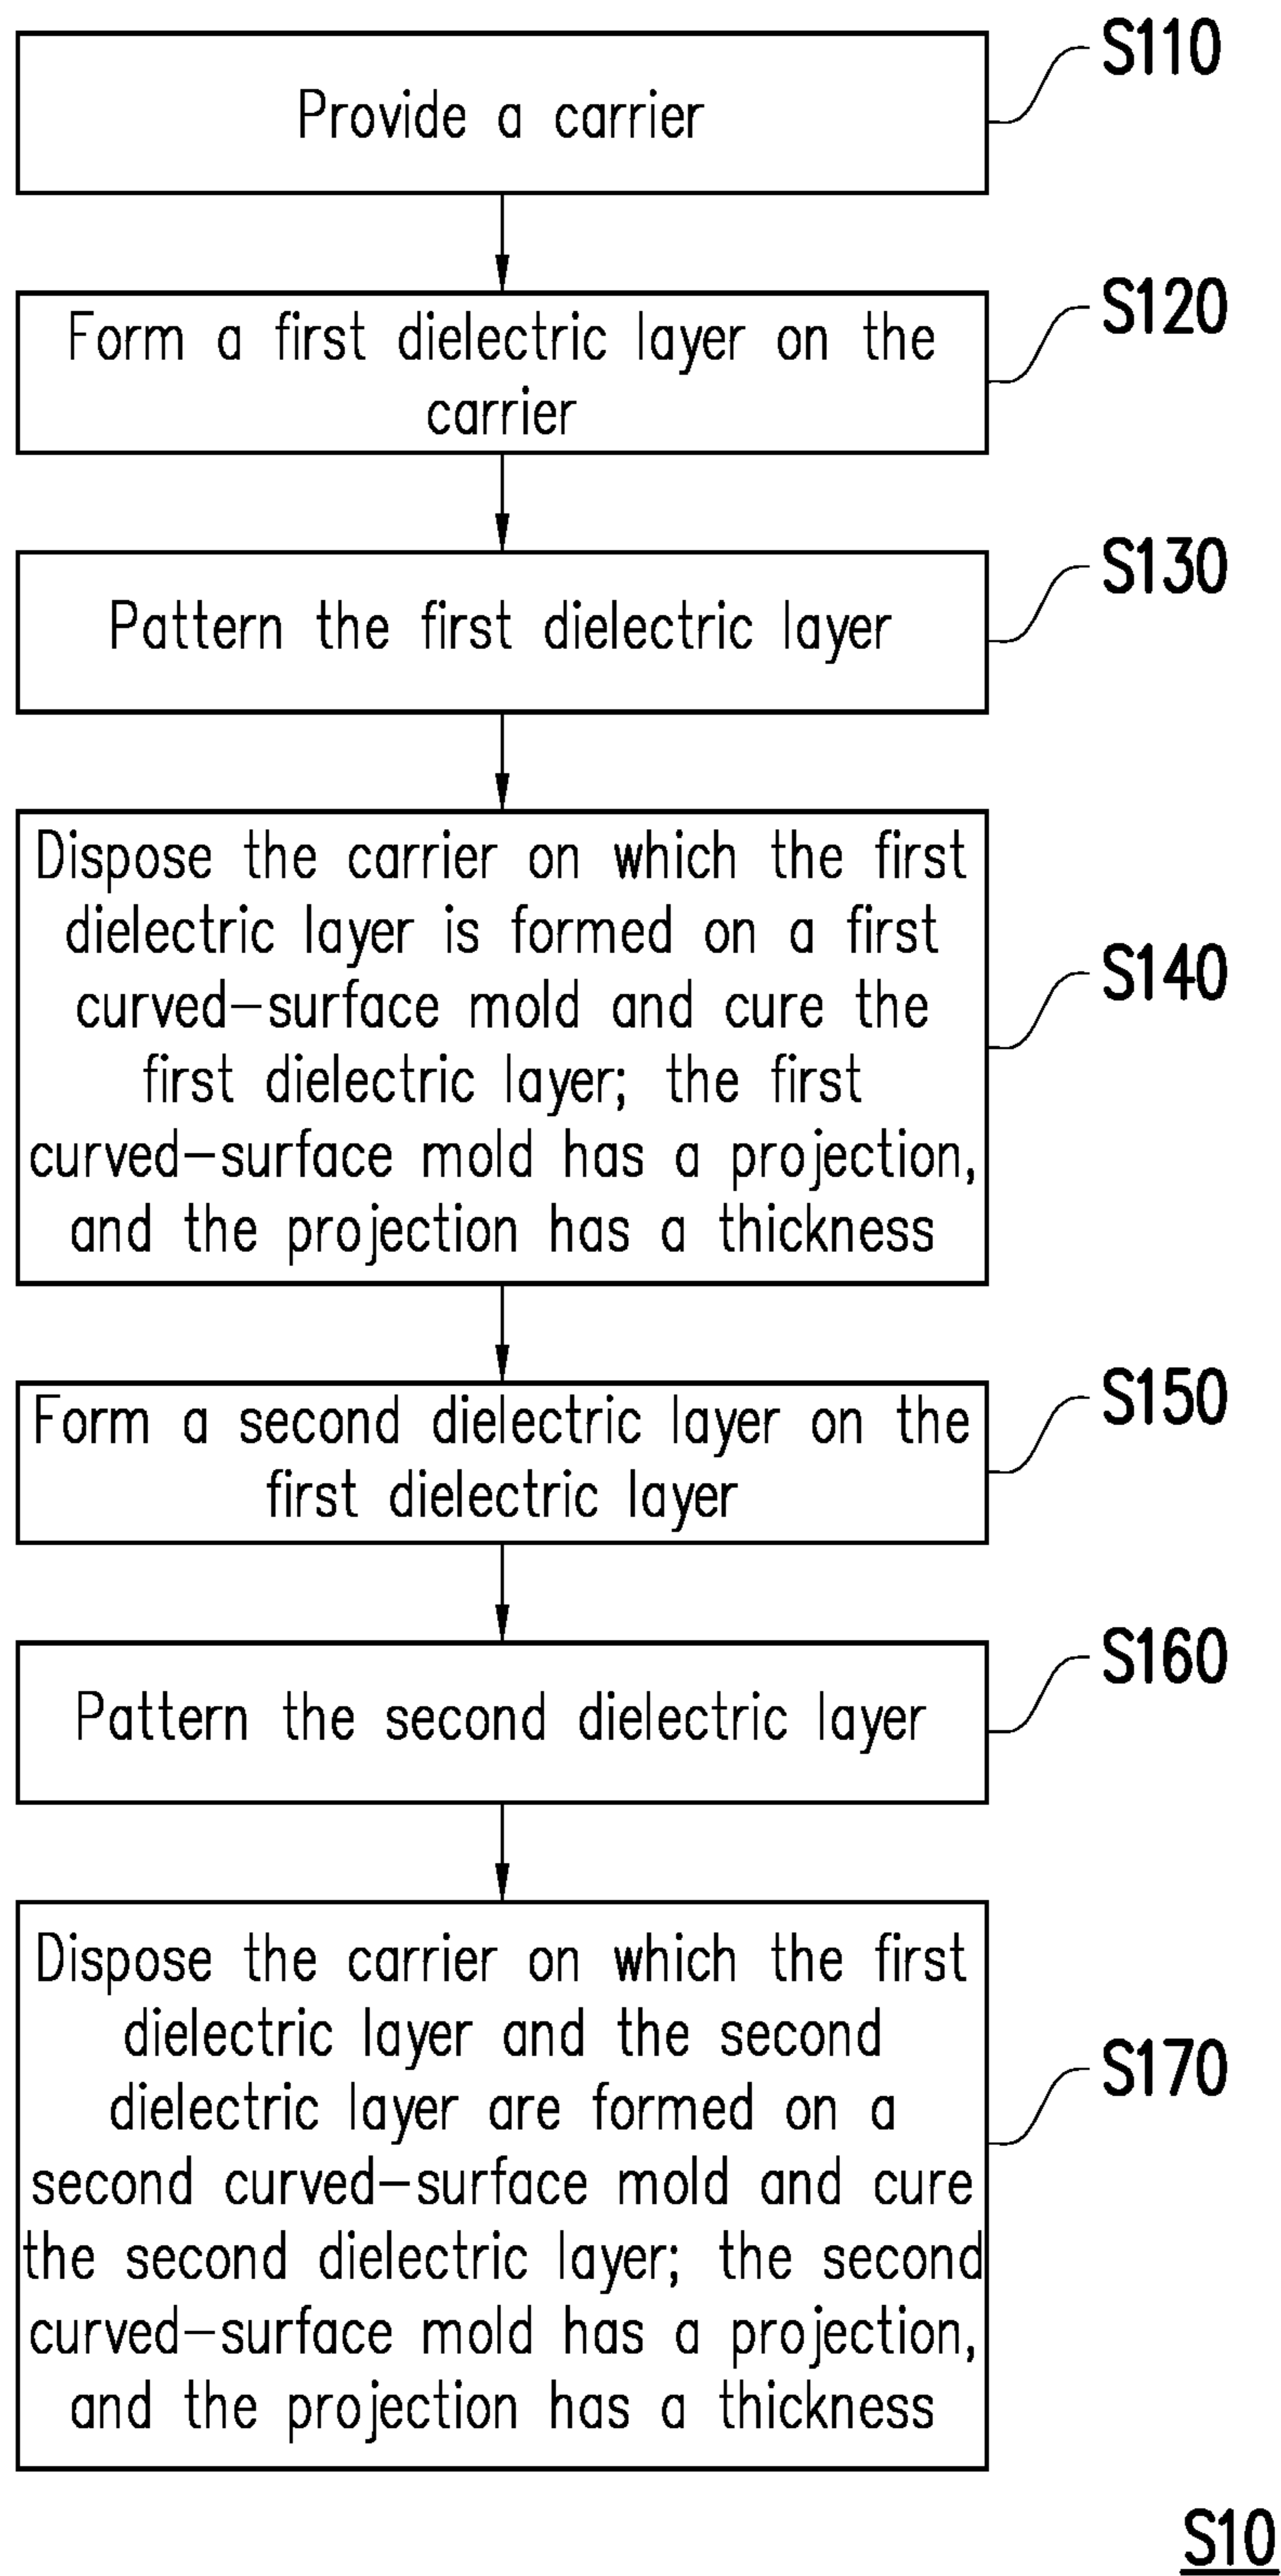 S110
Provide a carrier
S120
Form a first dielectric layer on the
carrier
S130
Pattern the first dielectric layer
Dispose the carrier on which the first
dielectric layer is formed on a first
S140
curved-surface mold and cure the
first dielectric layer; the first
curved-surface mold has a projection,
and the projection has a thickness
S150
Form a second dielectric layer on the
first dielectric layer
S160
Pattern the second dielectric layer
Dispose the carrier on which the first
dielectric layer and the second
S170
dielectric layer are formed on a
second curved-surface mold and cure
the second dielectric layer; the second
curved-surface mold has a projection,
and the projection has a thickness
S10